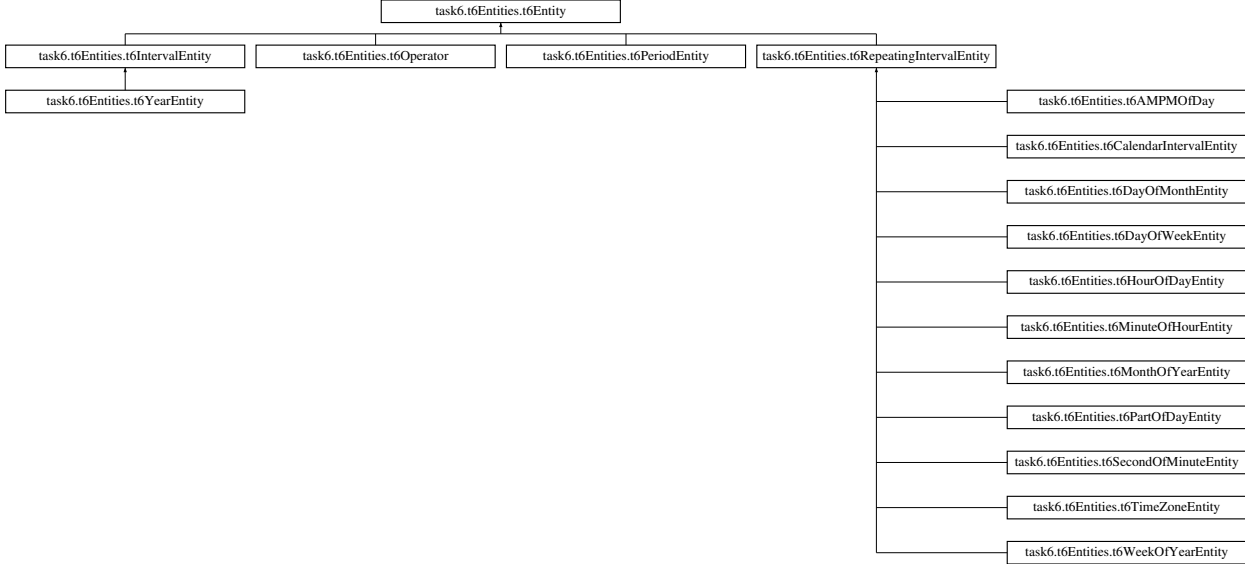 task6.t6Entities.t6Entity
task6.t6Entities.t6IntervalEntity
task6.t6Entities.t6Operator
task6.t6Entities.t6PeriodEntity
task6.t6Entities.t6RepeatingIntervalEntity
task6.t6Entities.t6YearEntity
task6.t6Entities.t6AMPMOfDay
task6.t6Entities.t6CalendarIntervalEntity
task6.t6Entities.t6DayOfMonthEntity
task6.t6Entities.t6DayOfWeekEntity
task6.t6Entities.t6HourOfDayEntity
task6.t6Entities.t6MinuteOfHourEntity
task6.t6Entities.t6MonthOfYearEntity
task6.t6Entities.t6PartOfDayEntity
task6.t6Entities.t6SecondOfMinuteEntity
task6.t6Entities.t6TimeZoneEntity
task6.t6Entities.t6WeekOfYearEntity